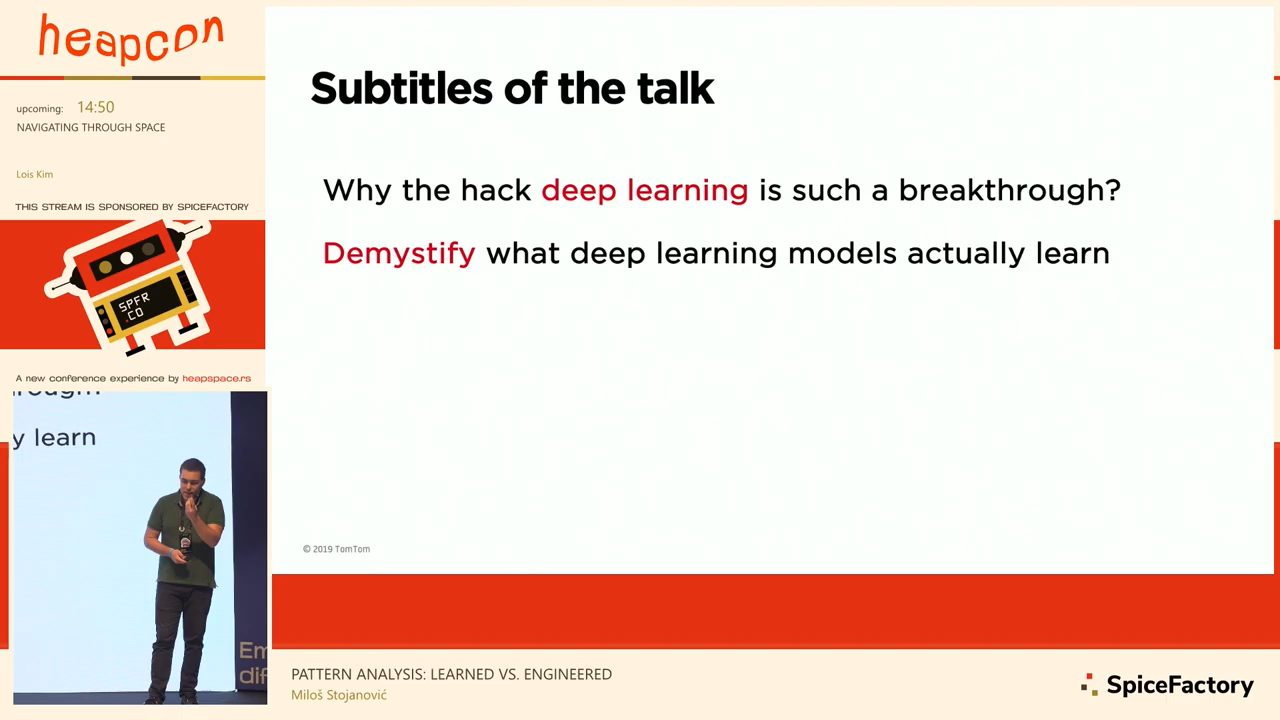 heapcon
upcoming: 14:50
NAVIGATING THROUGH SPACE
Lois Kim
THIS STREAM IS SPONSORED BY SPICEFACTORY
SPFR
.CO
A new conference experience by heapspace.rs
y learn
Em
dif
Subtitles of the talk
Why the hack deep learning is such a breakthrough?
Demystify what deep learning models actually learn
© 2019 TomTom
PATTERN ANALYSIS: LEARNED VS. ENGINEERED
Miloš Stojanović
SpiceFactory